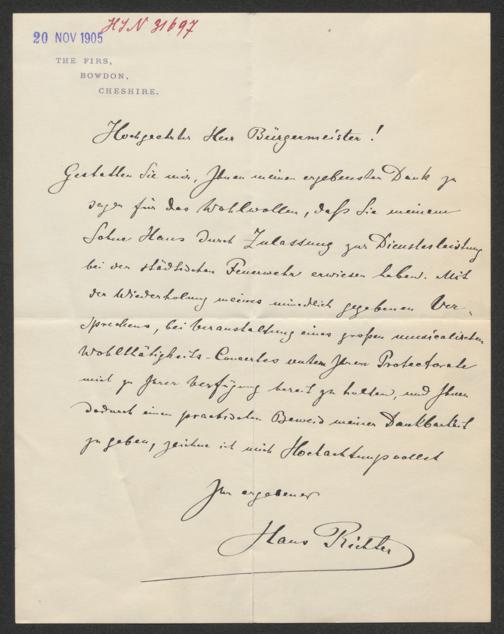 HIN 31697
20 NOV 1905
THE FIRS,
BOWDON,
CHESHIRE.
Hochgeehrter Herr Bürgermeister!
Gestatten Sie mir, Ihnen meinen ergebensten Dank zu
sagen für das Wohlwollen, daß Sie meinem
Sohne Hans durch Zulassung zur Dienstesleistung
bei der städtischen Feuerwehr erwiesen haben. Mit
der Wiederholung meines mündlich gegebenen Ver-
sprechens, bei Veranstaltung eines großen musicalischen
Wohlthätigkeits-Concertes unter Ihrem Protectorate
mich zu Ihrer Verfügung bereit zu halten, und Ihnen
dadurch einen practischen Beweis meiner Dankbarkeit
zu geben, zeichne ich mich Hochachtungsvollst
Ihr ergebener
Hans Richter